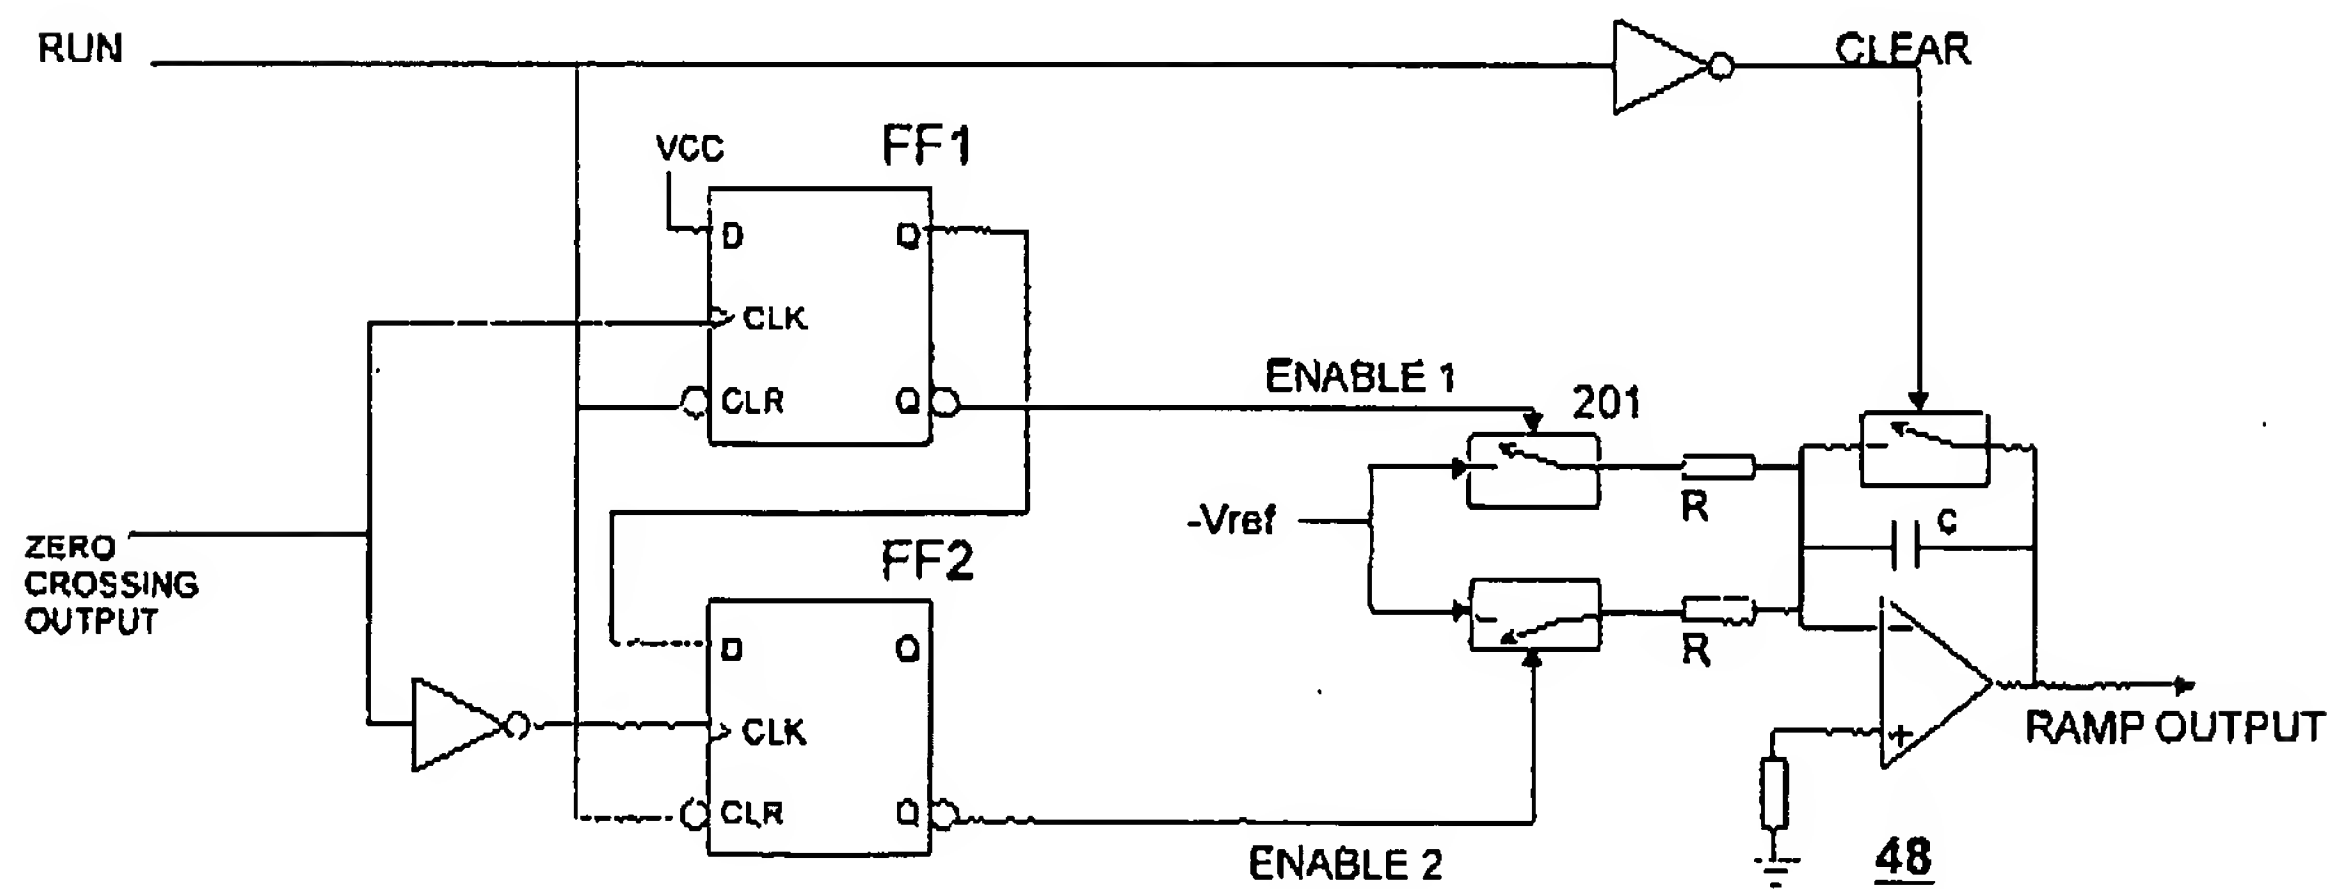 RUN
CLEAR
VCC
FF1
D
Q
CLK
CLR
Q
ENABLE 1
201
R
-Vref
C
ZERO
CROSSING
OUTPUT
FF2
D
Q
CLK
CLR
Q
R
−
+
RAMP OUTPUT
ENABLE 2
48